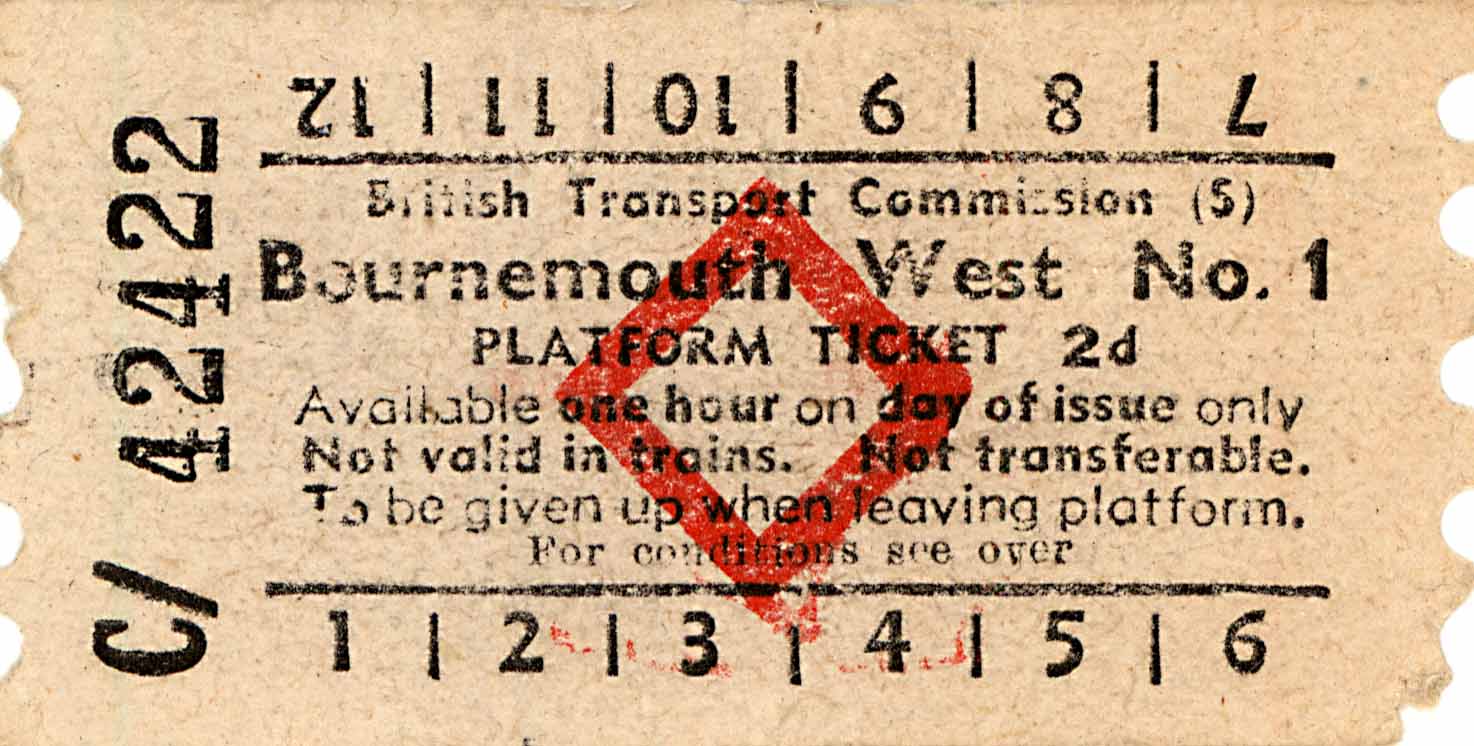 12 | 11 | 10 | 9 | 8 | 7
British Transport Commission (S)
Bournemouth West No. 1
PLATFORM TICKET 2d
Available one hour on day of issue only
Not valid in trains. Not transferable.
To be given up when leaving platform.
For conditions see over
1 | 2 | 3 | 4 | 5 | 6
C/ 42422